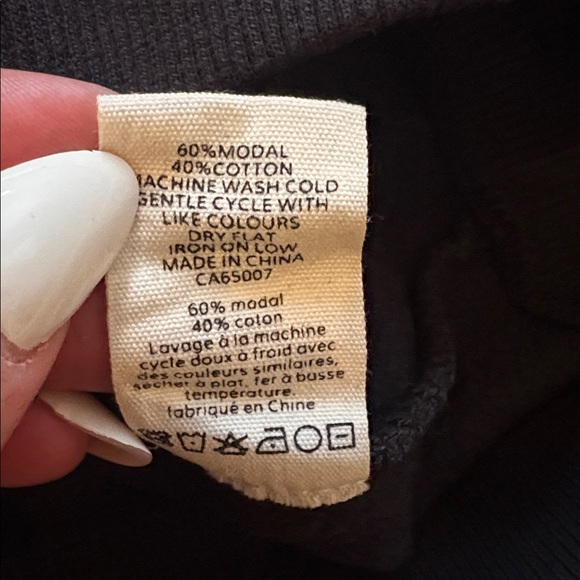 60%MODAL
40%COTTON
MACHINE WASH COLD
GENTLE CYCLE WITH
LIKE COLOURS
DRY FLAT
IRON ON LOW
MADE IN CHINA
CA65007
60% modal
40% coton
Lavage à la machine
cycle doux à froid avec
des couleurs similaires,
sécher à plat, fer à basse
température.
fabriqué en Chine